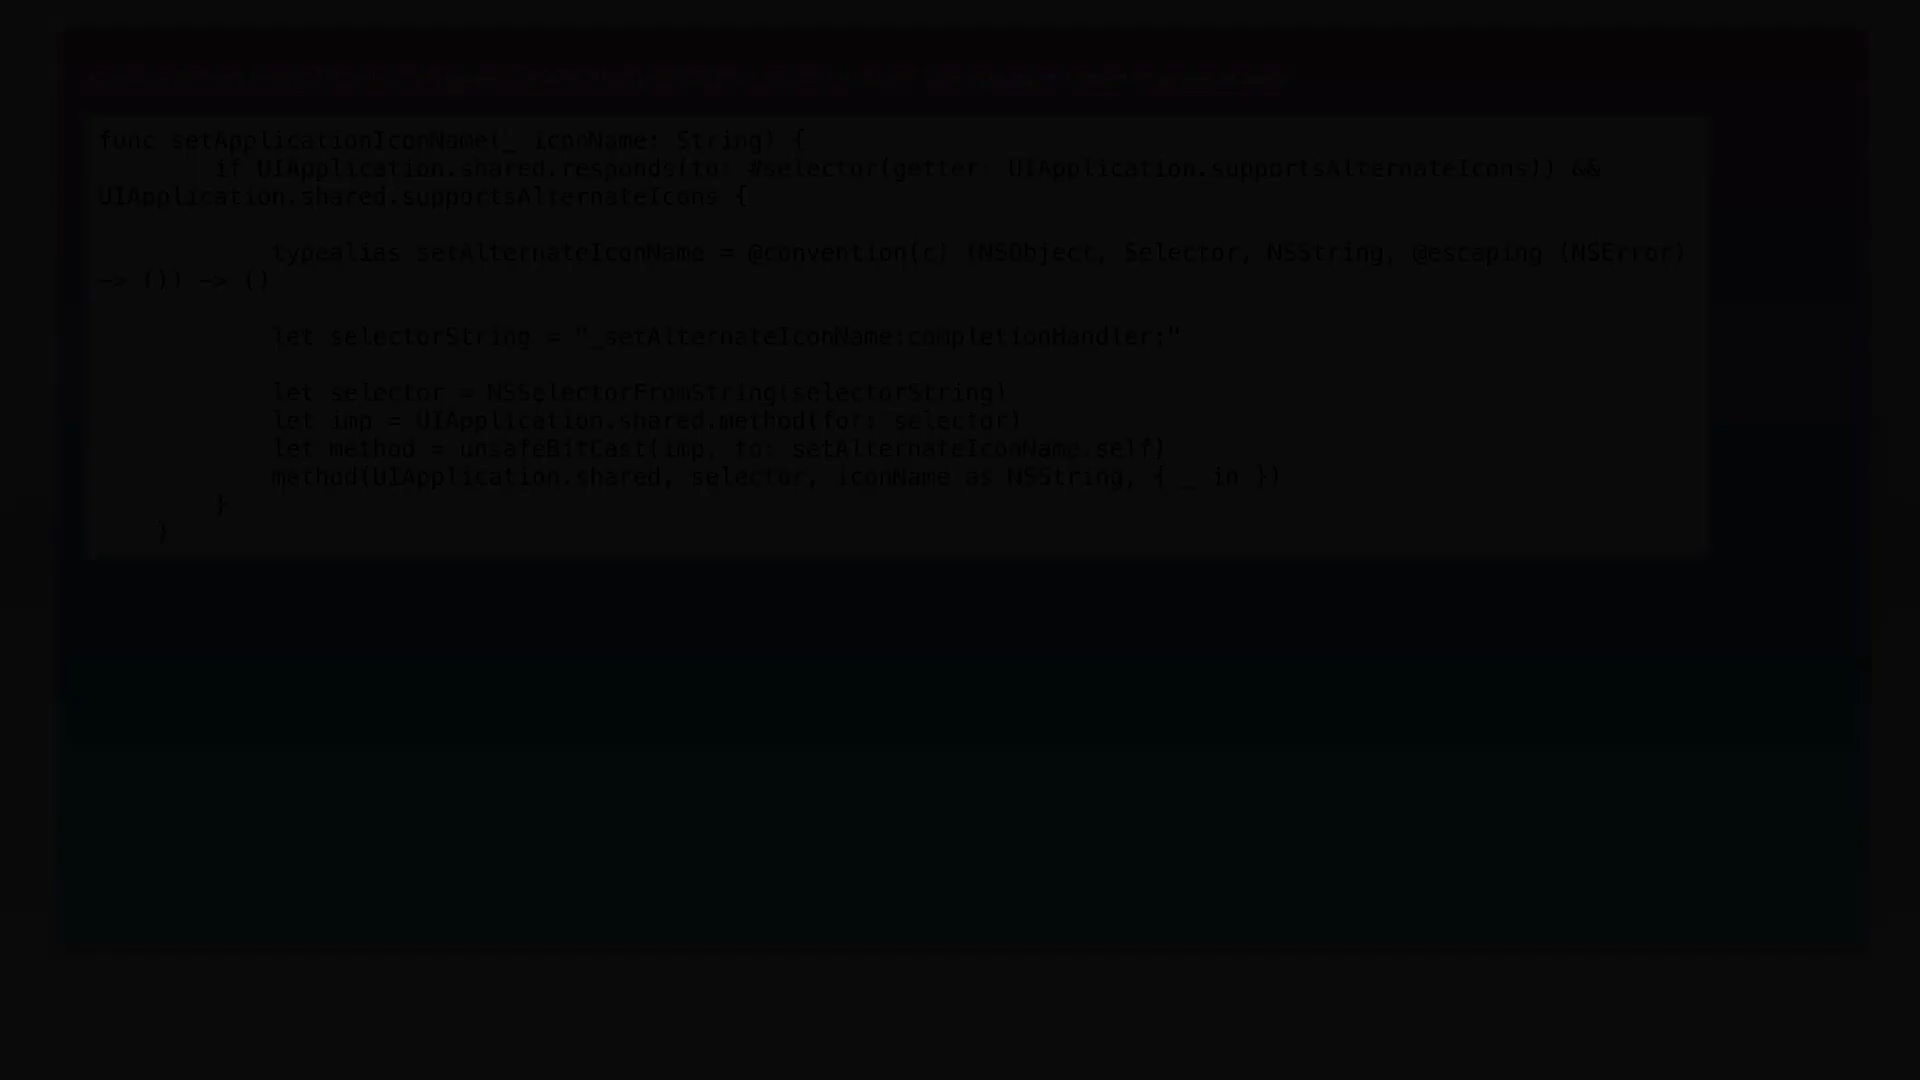 func setApplicationIconName(_ iconName: String) {
if UIApplication.shared.responds(to: #selector(getter: UIApplication.supportsAlternateIcons)) &&
UIApplication.shared.supportsAlternateIcons {
typealias setAlternateIconName = @convention(c) (NSObject, Selector, NSString, @escaping (NSError)
-> ()) -> ()
let selectorString = "_setAlternateIconName:completionHandler:"
let selector = NSSelectorFromString(selectorString)
let imp = UIApplication.shared.method(for: selector)
let method = unsafeBitCast(imp, to: setAlternateIconName.self)
method(UIApplication.shared, selector, iconName as NSString, { _ in })
}
}